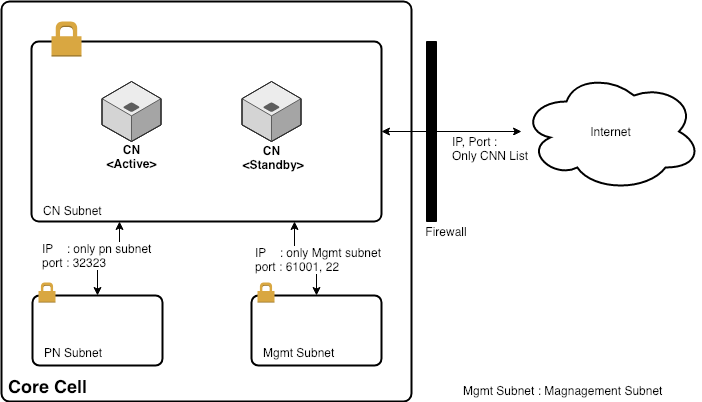 CN
<Active>
CN
<Standby>
CN Subnet
IP : only pn subnet
port : 32323
IP : only Mgmt subnet
port : 61001, 22
PN Subnet
Mgmt Subnet
Core Cell
IP, Port :
Only CNN List
Firewall
Internet
Mgmt Subnet : Magnagement Subnet